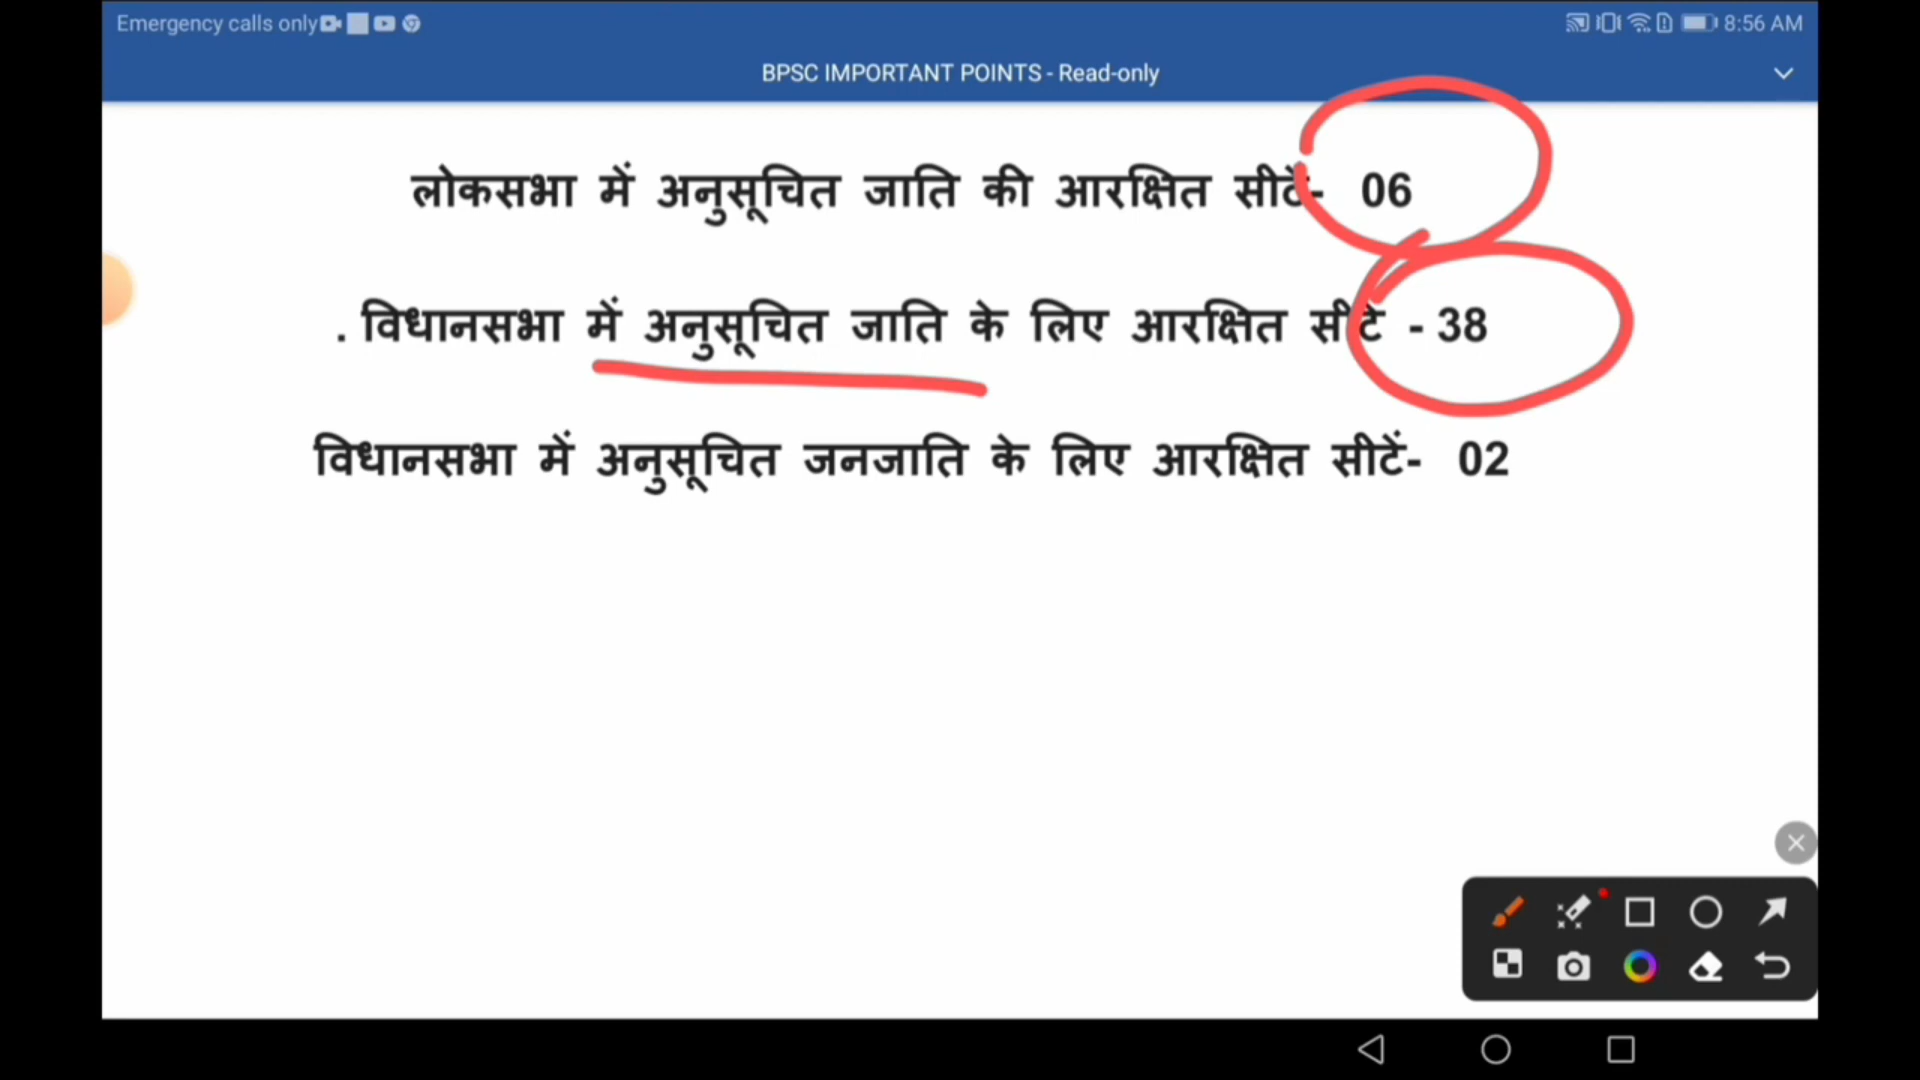 Emergency calls only
8:56 AM
BPSC IMPORTANT POINTS - Read-only
लोकसभा में अनुसूचित जाति की आरक्षित सीटें- 06
. विधानसभा में अनुसूचित जाति के लिए आरक्षित सीटें - 38
विधानसभा में अनुसूचित जनजाति के लिए आरक्षित सीटें- 02